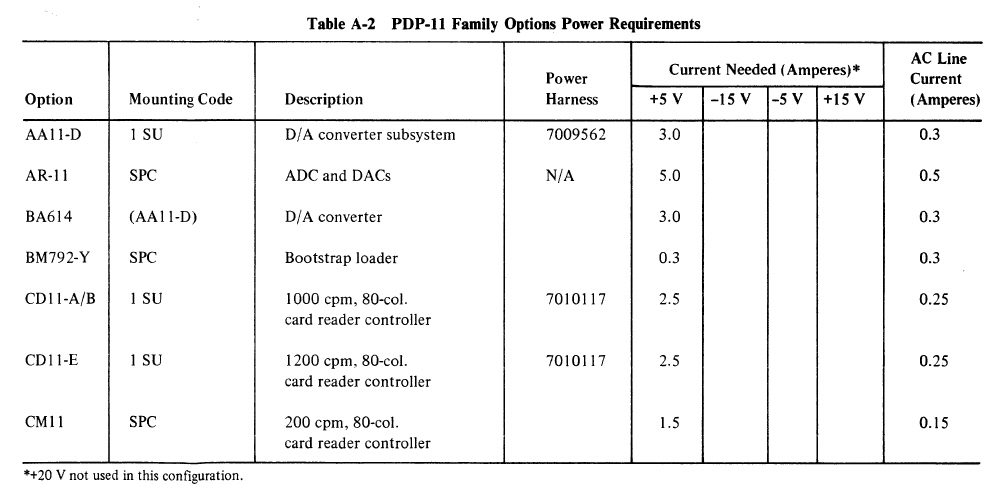 Table A-2 PDP-11 Family Options Power Requirements
Option Mounting Code Description Power Harness Current Needed (Amperes)* AC Line Current (Amperes)
+5 V –15 V –5 V +15 V
AA11-D 1 SU D/A converter subsystem 7009562 3.0 0.3
AR-11 SPC ADC and DACs N/A 5.0 0.5
BA614 (AA11-D) D/A converter 3.0 0.3
BM792-Y SPC Bootstrap loader 0.3 0.3
CD11-A/B 1 SU 1000 cpm, 80-col. 7010117 2.5 0.25
card reader controller
CD11-E 1 SU 1200 cpm, 80-col. 7010117 2.5 0.25
card reader controller
CM11 SPC 200 cpm, 80-col. 1.5 0.15
card reader controller
*+20 V not used in this configuration.